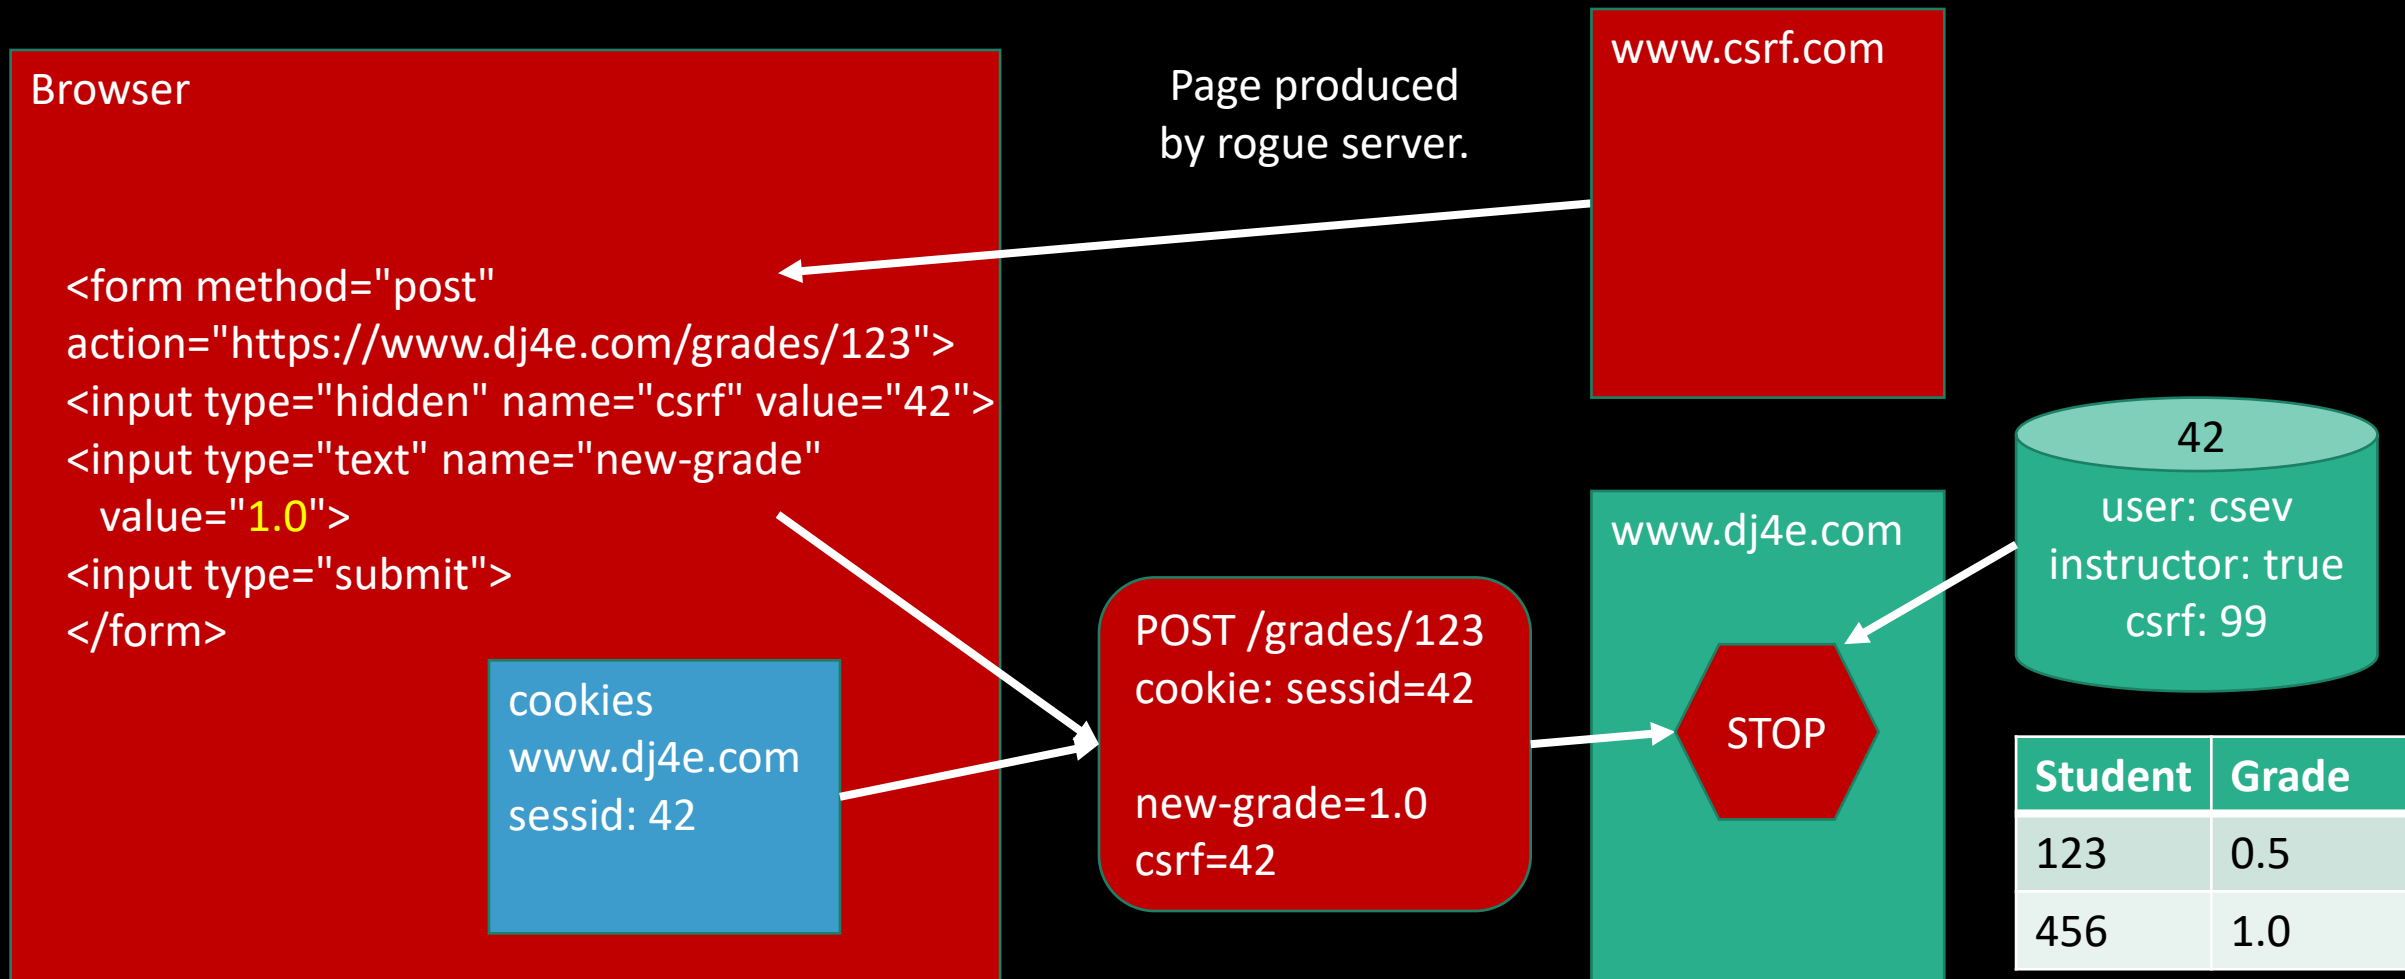 Browser
<form method="post"
action="https://www.dj4e.com/grades/123">
<input type="hidden" name="csrf" value="42">
<input type="text" name="new-grade"
value="1.0">
<input type="submit">
</form>
cookies
www.dj4e.com
sessid: 42
Page produced
by rogue server.
www.csrf.com
POST /grades/123
cookie: sessid=42
new-grade=1.0
csrf=42
www.dj4e.com
STOP
42
user: csev
instructor: true
csrf: 99
Student Grade
123 0.5
456 1.0